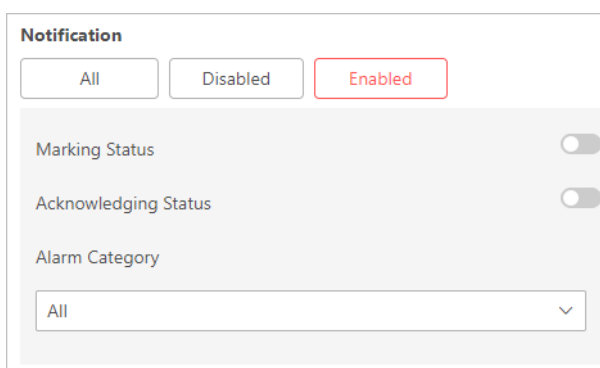 Notification
All Disabled Enabled
Marking Status
Acknowledging Status
Alarm Category
All